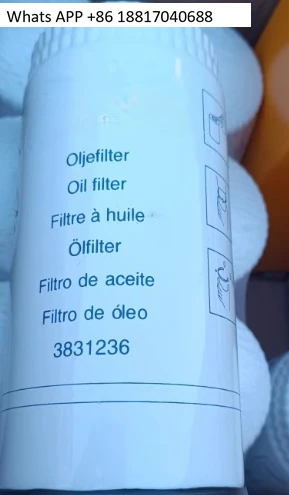 Whats APP +86 18817040688
Oljefilter
Oil filter
Filtre à huile
Ölfilter
Filtro de aceite
Filtro de óleo
3831236